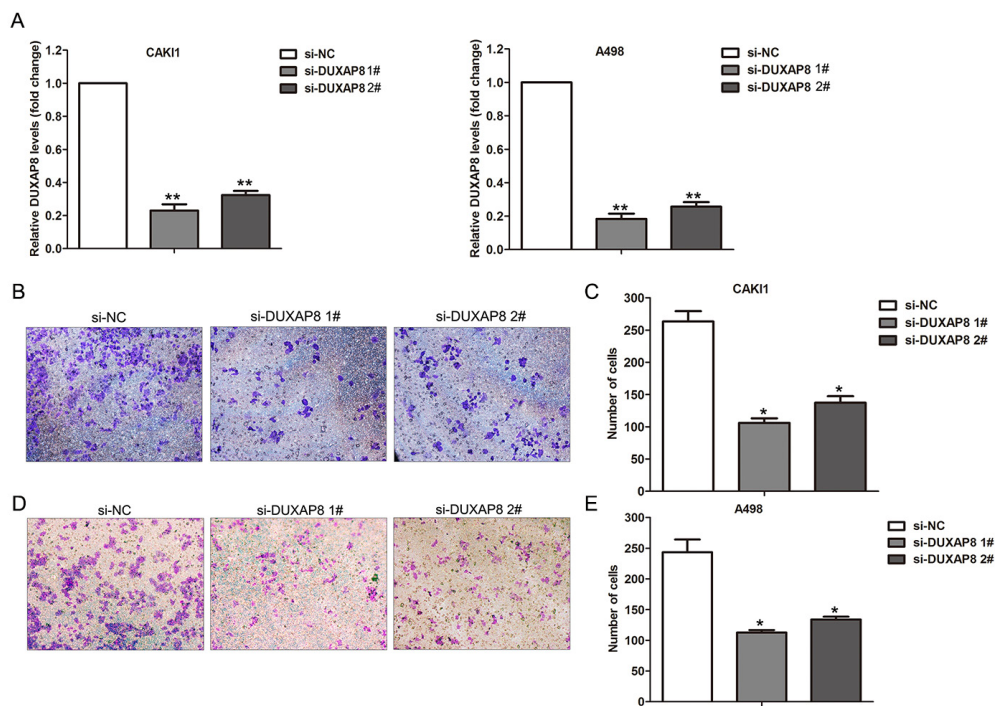 A
CAKI1
si-NC
si-DUXAP8 1#
si-DUXAP8 2#
Relative DUXAP8 levels (fold change)
1.2
1.0
0.8
0.6
0.4
0.2
0.0
**
**
A498
si-NC
si-DUXAP8 1#
si-DUXAP8 2#
Relative DUXAP8 levels (fold change)
1.2
1.0
0.8
0.6
0.4
0.2
0.0
**
**
B
si-NC
si-DUXAP8 1#
si-DUXAP8 2#
C
CAKI1
si-NC
si-DUXAP8 1#
si-DUXAP8 2#
Number of cells
300
250
200
150
100
50
0
*
*
D
si-NC
si-DUXAP8 1#
si-DUXAP8 2#
E
A498
si-NC
si-DUXAP8 1#
si-DUXAP8 2#
Number of cells
300
250
200
150
100
50
0
*
*